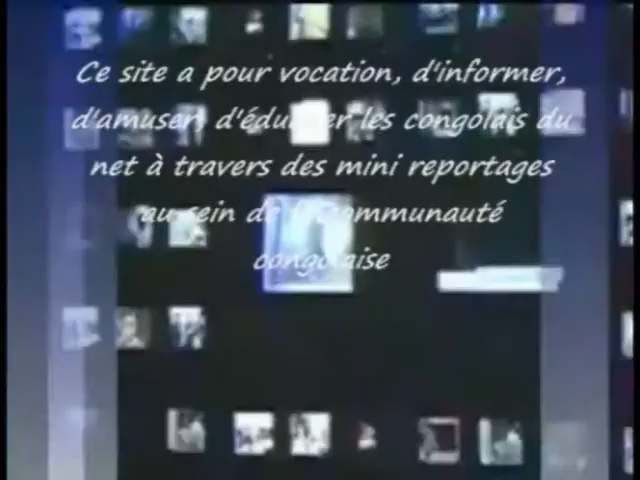 Ce site a pour vocation, d'informer,
d'amuser, d'éduquer les congolais du
net à travers des mini reportages
au sein de la communauté
congolaise